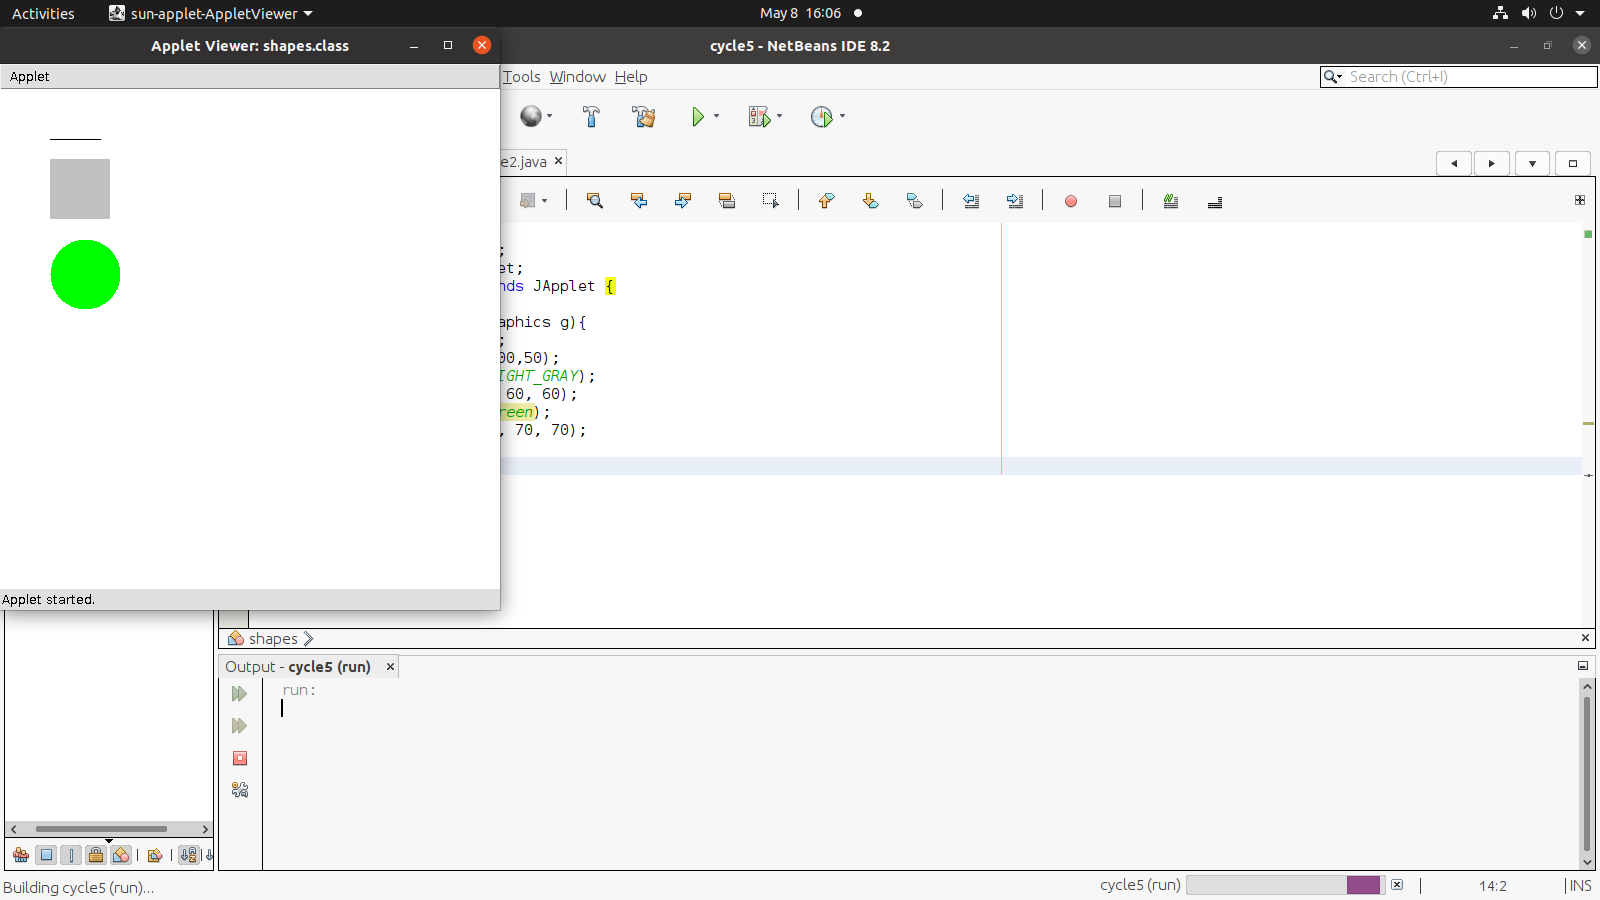 Activities
sun-applet-AppletViewer
May 8 16:06
Applet Viewer: shapes.class
cycle5 - NetBeans IDE 8.2
Applet
Tools Window Help
Search (Ctrl+I)
e2.java
;
et;
nds JApplet {
aphics g){
;
00,50);
IGHT_GRAY);
60, 60);
reen);
, 70, 70);
Applet started.
shapes
Output - cycle5 (run)
run:
Building cycle5 (run)...
cycle5 (run)
14:2
INS